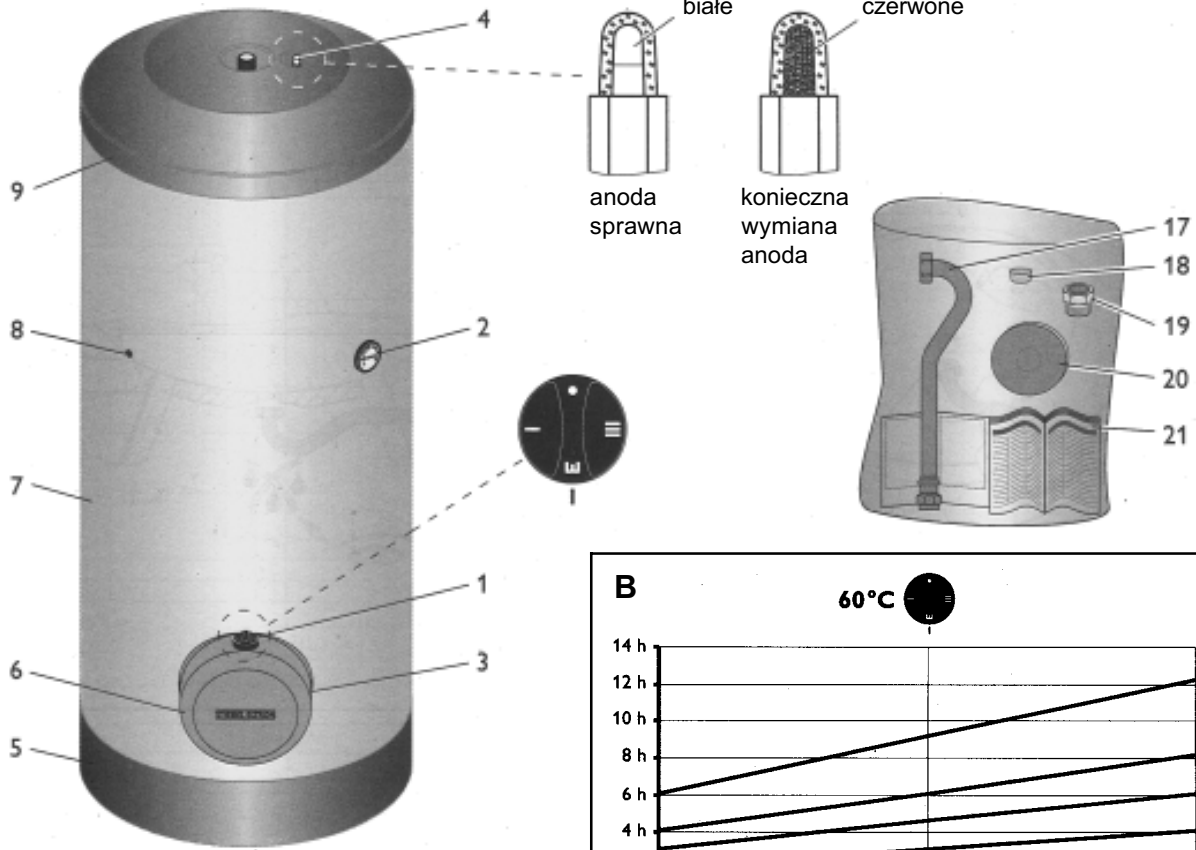 białe
czerwone
4
anoda
sprawna
konieczna
wymiana
anoda
9
17
18
8
2
19
20
21
7
1
6
3
5
B
60°C
14 h
12 h
10 h
8 h
6 h
4 h